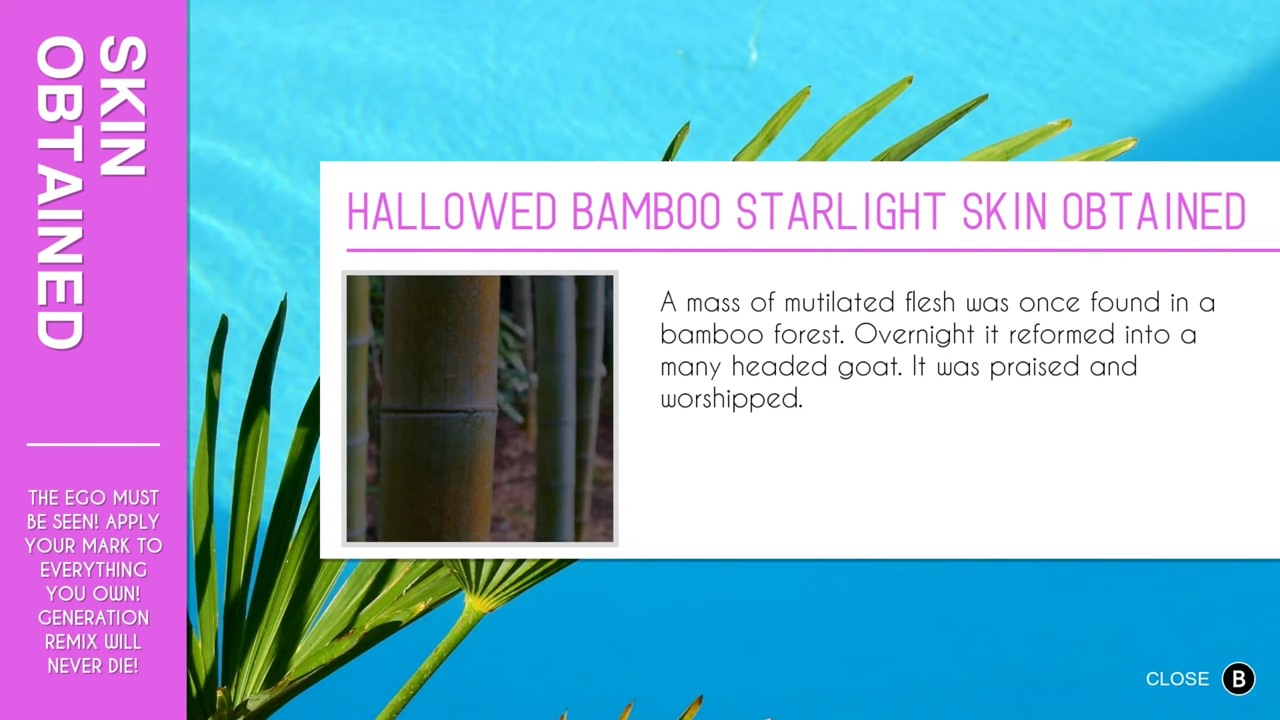 SKIN
OBTAINED
THE EGO MUST
BE SEEN! APPLY
YOUR MARK TO
EVERYTHING
YOU OWN!
GENERATION
REMIX WILL
NEVER DIE!
HALLOWED BAMBOO STARLIGHT SKIN OBTAINED
A mass of mutilated flesh was once found in a
bamboo forest. Overnight it reformed into a
many headed goat. It was praised and
worshipped.
CLOSE B